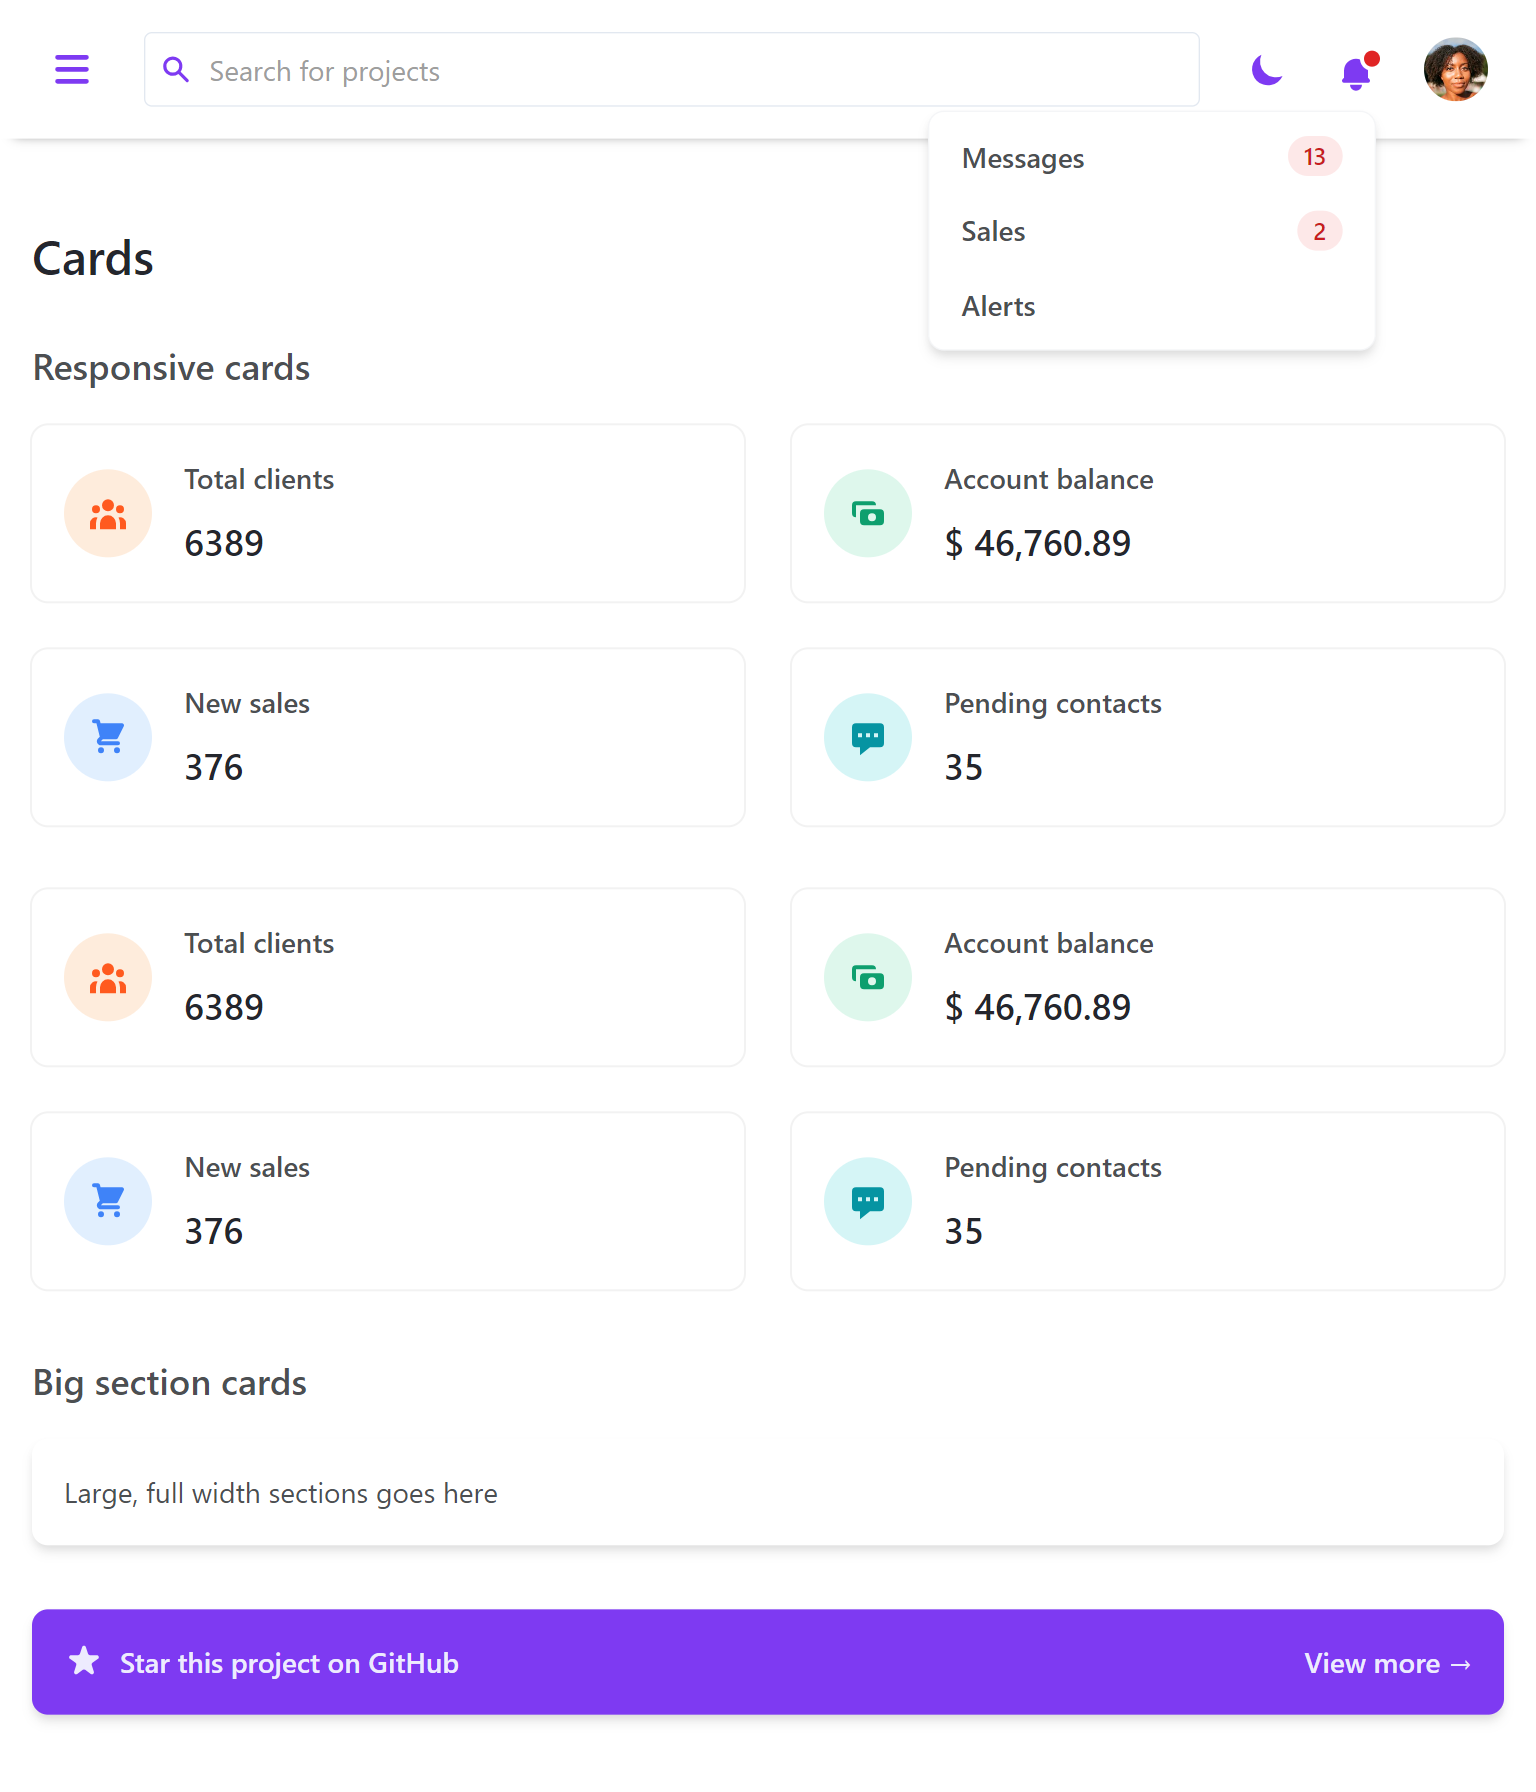 Search for projects
Messages 13
Sales 2
Alerts
Cards
Responsive cards
Total clients
6389
Account balance
$ 46,760.89
New sales
376
Pending contacts
35
Total clients
6389
Account balance
$ 46,760.89
New sales
376
Pending contacts
35
Big section cards
Large, full width sections goes here
Star this project on GitHub
View more →